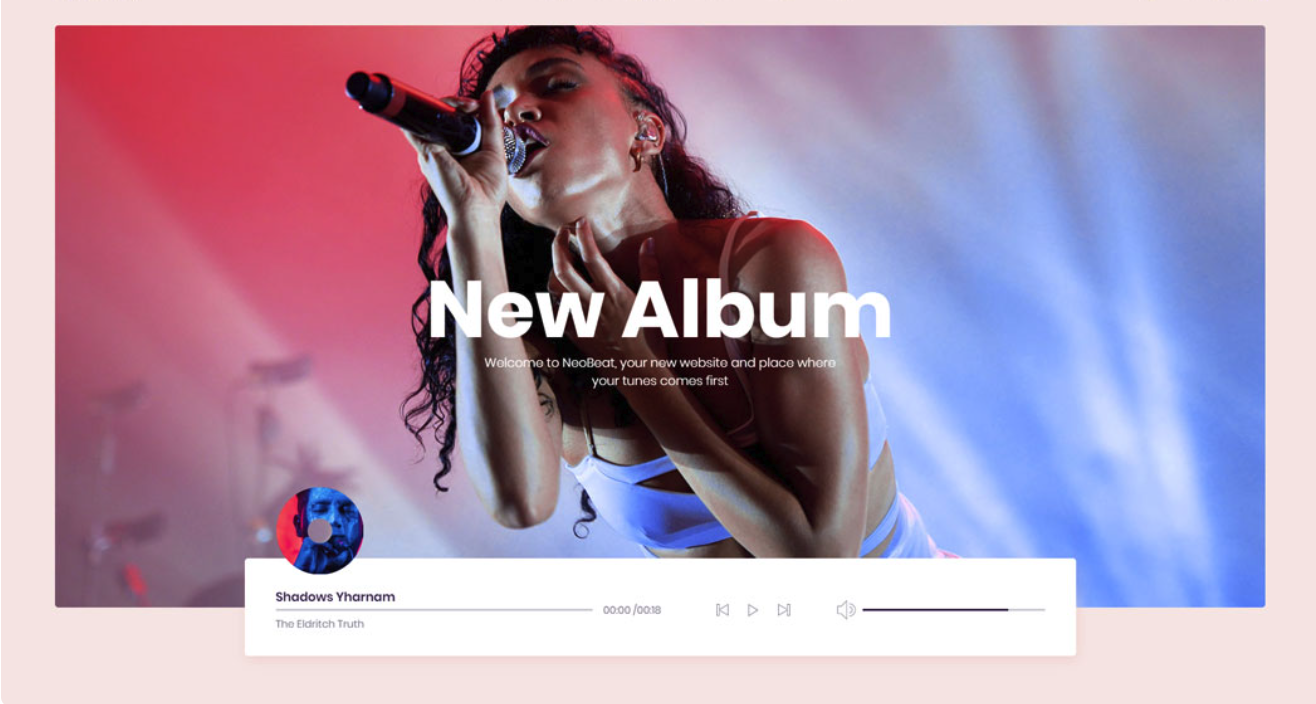 New Album
Welcome to NeoBeat, your new website and place where
your tunes comes first
Shadows Yharnam
00:00 /00:18
The Eldritch Truth